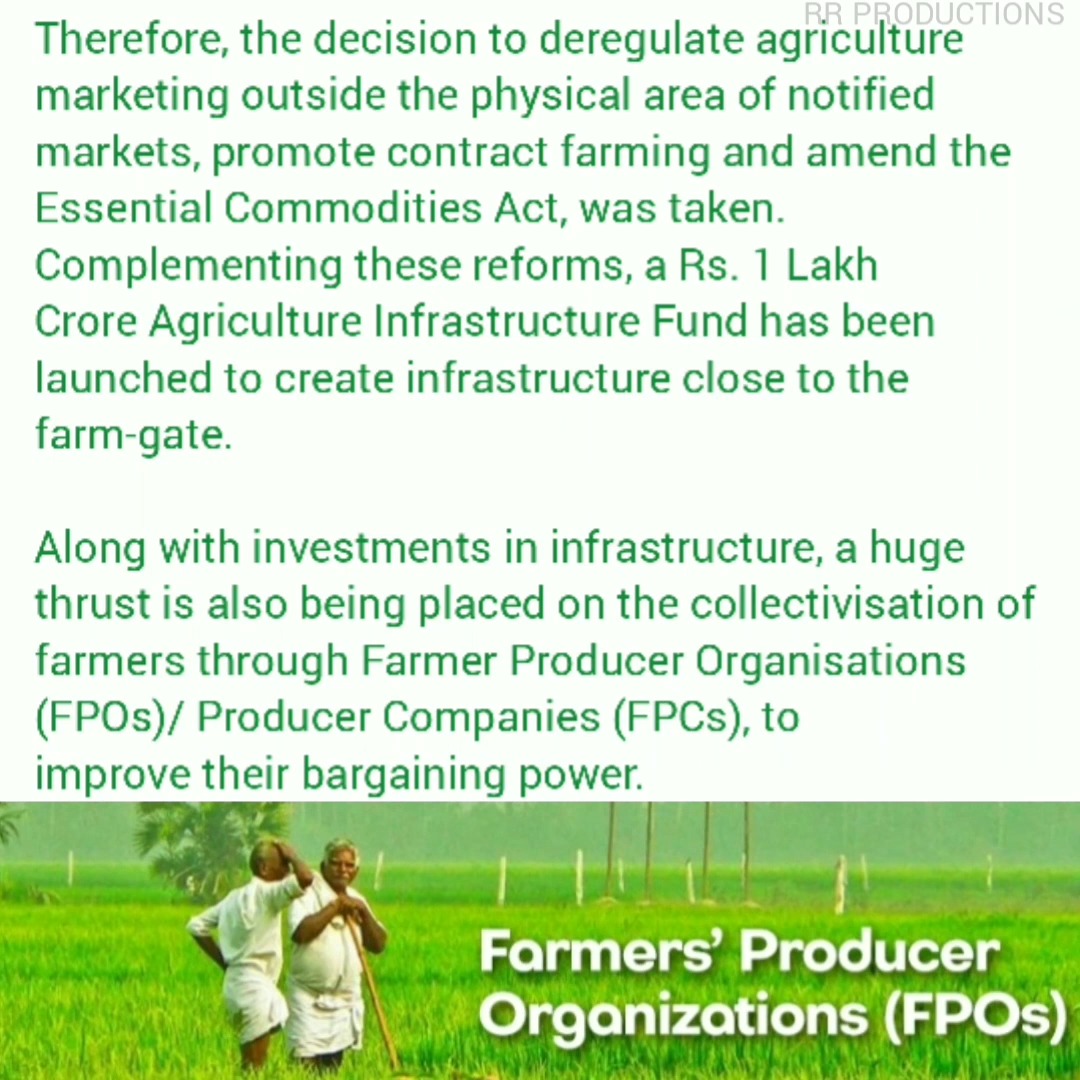 RR PRODUCTIONS
Therefore, the decision to deregulate agriculture
marketing outside the physical area of notified
markets, promote contract farming and amend the
Essential Commodities Act, was taken.
Complementing these reforms, a Rs. 1 Lakh
Crore Agriculture Infrastructure Fund has been
launched to create infrastructure close to the
farm-gate.
Along with investments in infrastructure, a huge
thrust is also being placed on the collectivisation of
farmers through Farmer Producer Organisations
(FPOs)/ Producer Companies (FPCs), to
improve their bargaining power.
Farmers’ Producer
Organizations (FPOs)